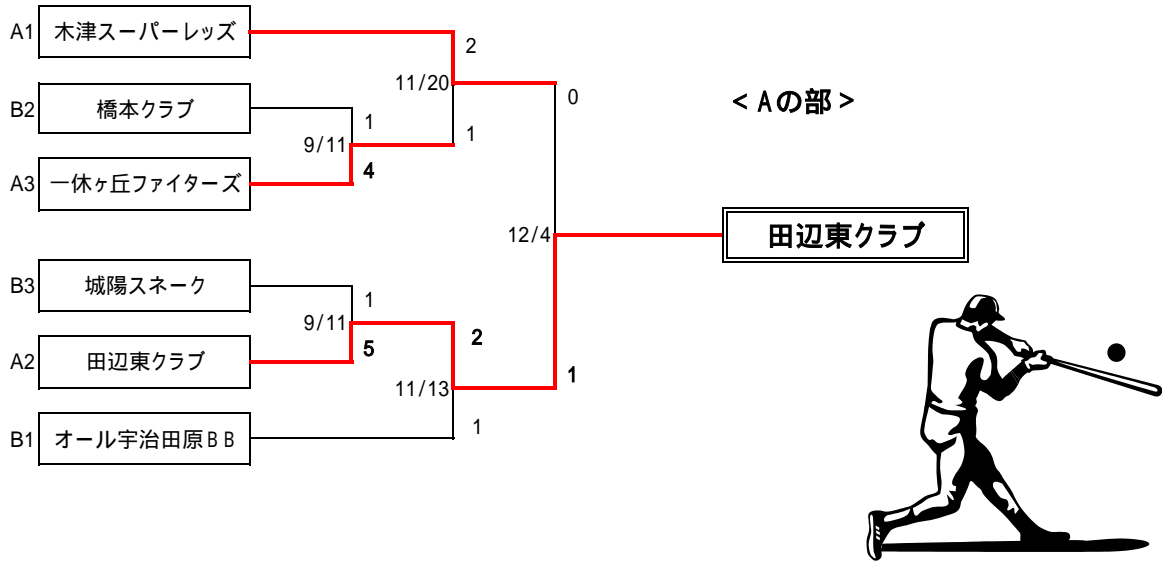 A1 木津スーパーレッズ
2
11/20
B2 橋本クラブ
0
<Aの部>
1
1
9/11
A3 一休ヶ丘ファイターズ
4
12/4
田辺東クラブ
B3 城陽スネーク
1
9/11
2
A2 田辺東クラブ
5
1
11/13
B1 オール宇治田原BB
1